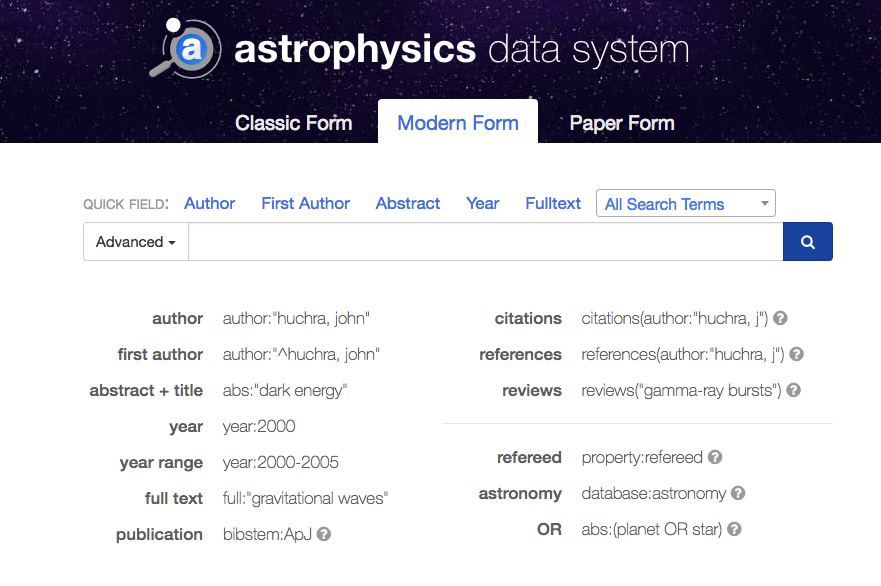 a astrophysics data system
Classic Form Modern Form Paper Form
QUICK FIELD: Author First Author Abstract Year Fulltext All Search Terms
Advanced
author author:"huchra, john"
first author author:"^huchra, john"
abstract + title abs:"dark energy"
year year:2000
year range year:2000-2005
full text full:"gravitational waves"
publication bibstem:ApJ ?
citations citations(author:"huchra, j") ?
references references(author:"huchra, j") ?
reviews reviews("gamma-ray bursts") ?
refereed property:refereed ?
astronomy database:astronomy ?
OR abs:(planet OR star) ?